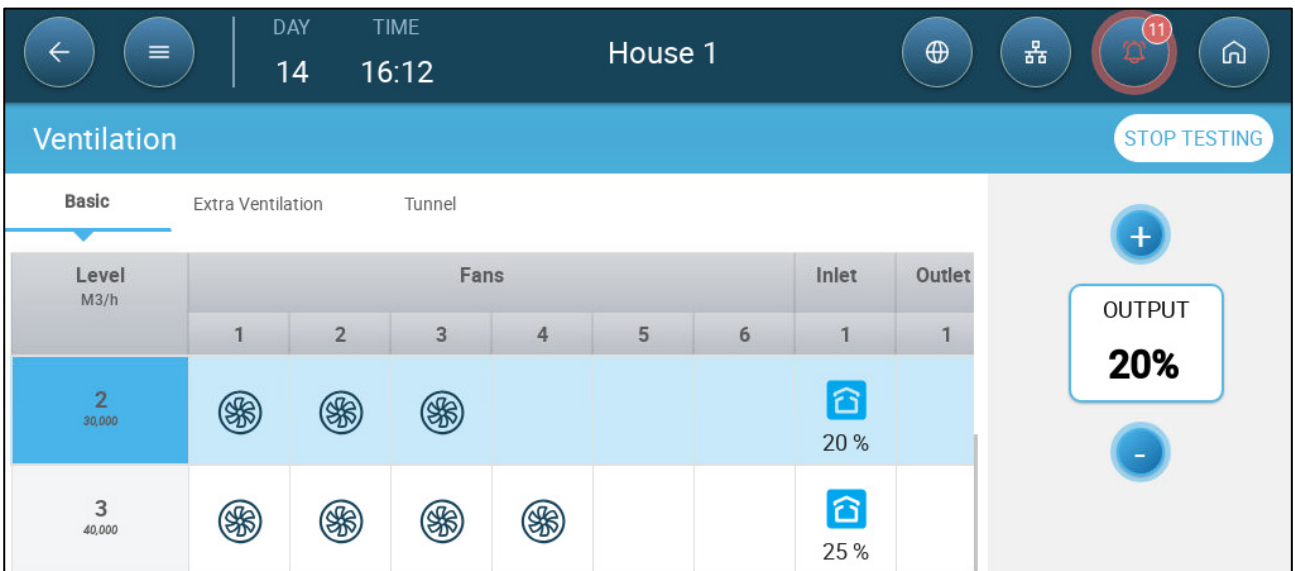 DAY TIME
14 16:12
House 1
11
Ventilation
STOP TESTING
Basic Extra Ventilation Tunnel
Level Fans Inlet Outlet
M3/h
1 2 3 4 5 6 1 1
2
30,000
20 %
3
40,000
25 %
+
OUTPUT
20%
-